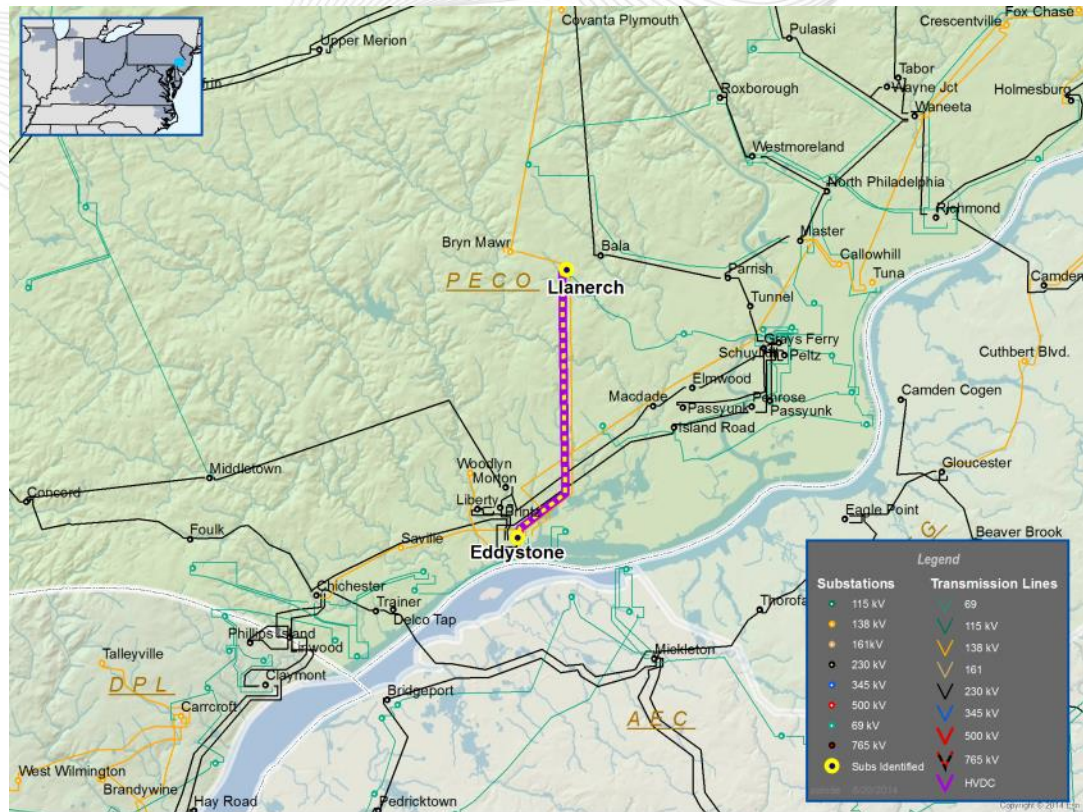 Fox Chase
Covanta Plymouth
Pulaski
Crescentville
Upper Merion
Tabor
Wayne Jct
Holmesburg
Roxborough
Waneeta
Westmoreland
North Philadelphia
Richmond
Master
Bryn Mawr
Bala
Callowhill
PECO
Llanerch
Parrish
Tuna
Camden
Tunnel
Grays Ferry
Schuylkill
Peltz
Cuthbert Blvd.
Elmwood
Macdade
Penrose
Camden Cogen
Passyunk
Passyunk
Island Road
Woodlyn
Middletown
Morton
Gloucester
Concord
Liberty
Printz
Eagle Point
Foulk
Saville
Beaver Brook
Eddystone
Chichester
Trainer
Delco Tap
Phillips Island
Linwood
Mickleton
Talleyville
Claymont
DPL
Bridgeport
Carrcroft
AEC
West Wilmington
Brandywine
Hay Road
Pedricktown
Legend
Substations
Transmission Lines
115 kV
69
138 kV
115 kV
161kV
138 kV
230 kV
161
345 kV
230 kV
500 kV
345 kV
69 kV
500 kV
765 kV
765 kV
Subs Identified
HVDC